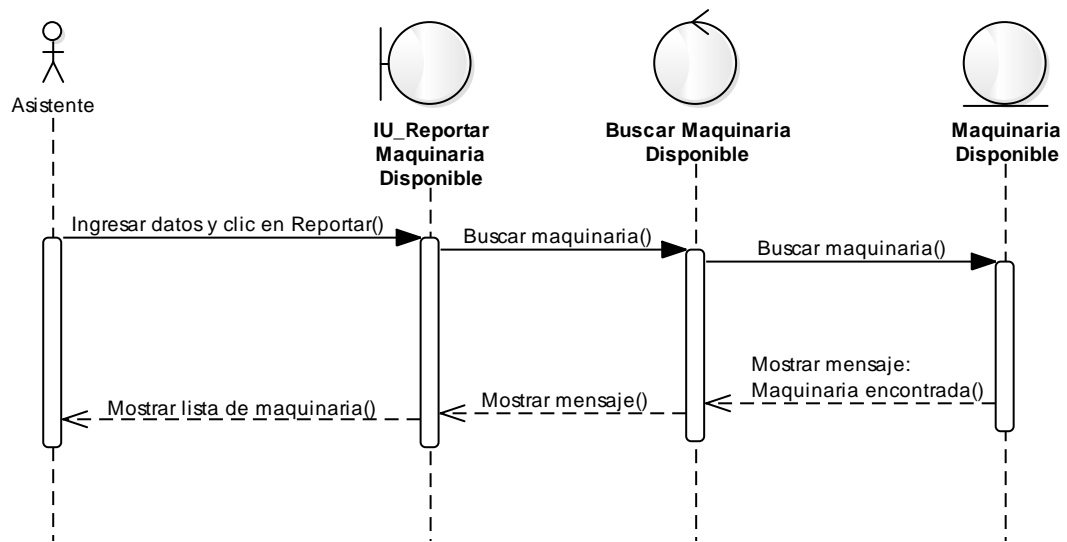 Asistente
IU_Reportar
Maquinaria
Disponible
Buscar Maquinaria
Disponible
Maquinaria
Disponible
Ingresar datos y clic en Reportar()
Buscar maquinaria()
Buscar maquinaria()
Mostrar mensaje:
Maquinaria encontrada()
Mostrar mensaje()
Mostrar lista de maquinaria()